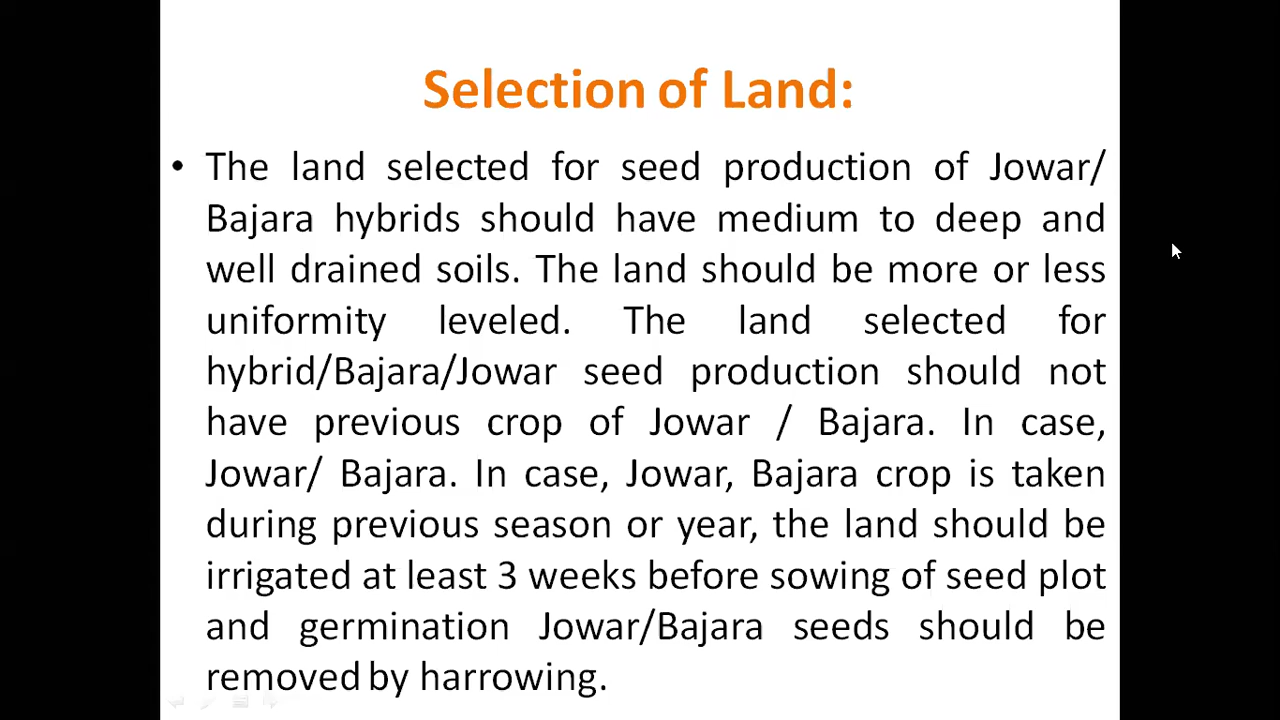 Selection of Land:
• The land selected for seed production of Jowar/
Bajara hybrids should have medium to deep and
well drained soils. The land should be more or less
uniformity leveled. The land selected for
hybrid/Bajara/Jowar seed production should not
have previous crop of Jowar / Bajara. In case,
Jowar/ Bajara. In case, Jowar, Bajara crop is taken
during previous season or year, the land should be
irrigated at least 3 weeks before sowing of seed plot
and germination Jowar/Bajara seeds should be
removed by harrowing.